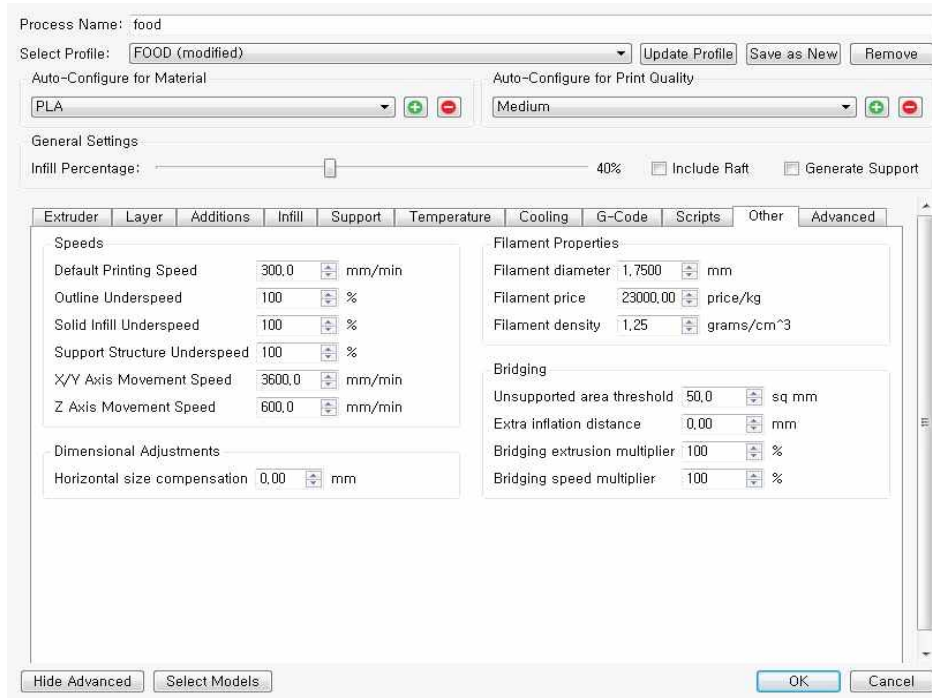 Process Name: food
Select Profile: FOOD (modified) Update Profile Save as New Remove
Auto-Configure for Material Auto-Configure for Print Quality
PLA Medium
General Settings
Infill Percentage: 40% Include Raft Generate Support
Extruder Layer Additions Infill Support Temperature Cooling G-Code Scripts Other Advanced
Speeds Filament Properties
Default Printing Speed 300,0 mm/min Filament diameter 1,7500 mm
Outline Underspeed 100 % Filament price 23000,00 price/kg
Solid Infill Underspeed 100 % Filament density 1,25 grams/cm^3
Support Structure Underspeed 100 %
Bridging
X/Y Axis Movement Speed 3600,0 mm/min Unsupported area threshold 50,0 sq mm
Z Axis Movement Speed 600,0 mm/min Extra inflation distance 0,00 mm
Dimensional Adjustments Bridging extrusion multiplier 100 %
Horizontal size compensation 0,00 mm Bridging speed multiplier 100 %
Hide Advanced Select Models OK Cancel